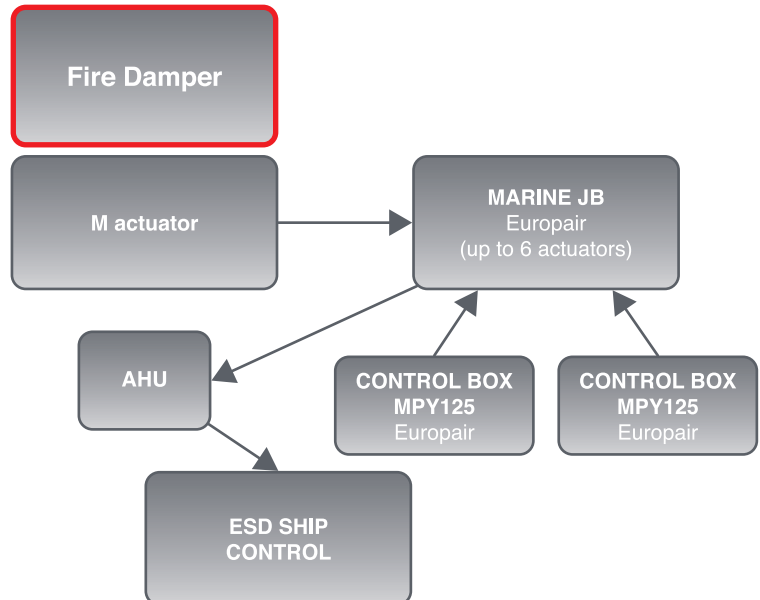 Fire Damper
M actuator
MARINE JB
Europair
(up to 6 actuators)
AHU
CONTROL BOX
MPY125
Europair
CONTROL BOX
MPY125
Europair
ESD SHIP
CONTROL